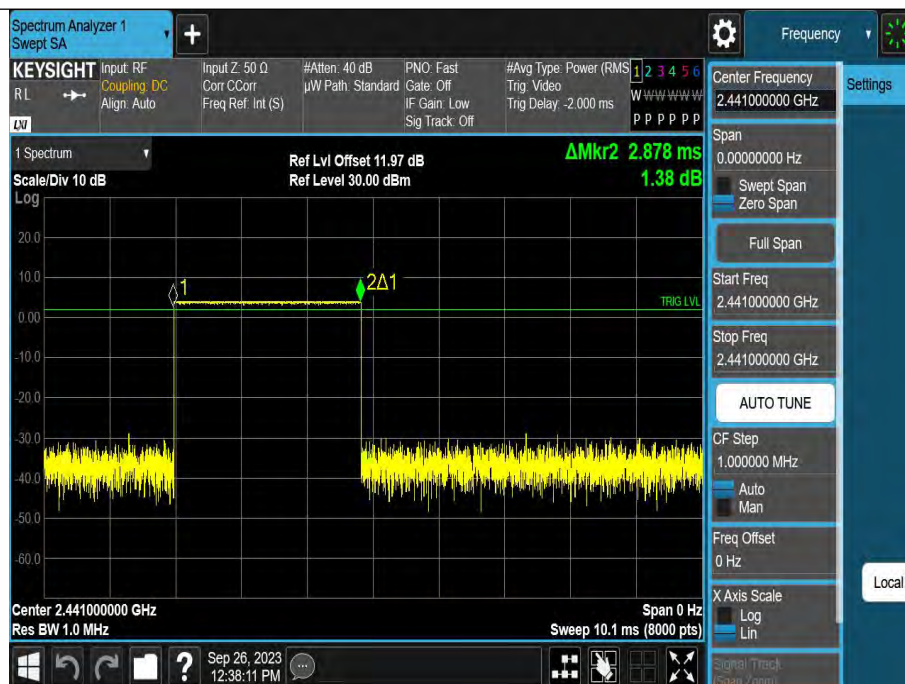 Spectrum Analyzer 1
Swept SA
Frequency
KEYSIGHT
RL
LXI
Input: RF
Coupling: DC
Align: Auto
Input Z: 50 Ω
Corr CCorr
Freq Ref: Int (S)
#Atten: 40 dB
µW Path: Standard
PNO: Fast
Gate: Off
IF Gain: Low
Sig Track: Off
#Avg Type: Power (RMS
Trig: Video
Trig Delay: -2.000 ms
1 2 3 4 5 6
W W W W W W
P P P P P P
1 Spectrum
Scale/Div 10 dB
Log
Ref Lvl Offset 11.97 dB
Ref Level 30.00 dBm
ΔMkr2 2.878 ms
1.38 dB
20.0
10.0
0.00
-10.0
-20.0
-30.0
-40.0
-50.0
-60.0
1
2Δ1
TRIG LVL
Center 2.441000000 GHz
Res BW 1.0 MHz
Span 0 Hz
Sweep 10.1 ms (8000 pts)
Center Frequency
2.441000000 GHz
Span
0.00000000 Hz
Swept Span
Zero Span
Full Span
Start Freq
2.441000000 GHz
Stop Freq
2.441000000 GHz
AUTO TUNE
CF Step
1.000000 MHz
Auto
Man
Freq Offset
0 Hz
X Axis Scale
Log
Lin
Signal Track
(Span Zoom)
Settings
Local
?
Sep 26, 2023
12:38:11 PM